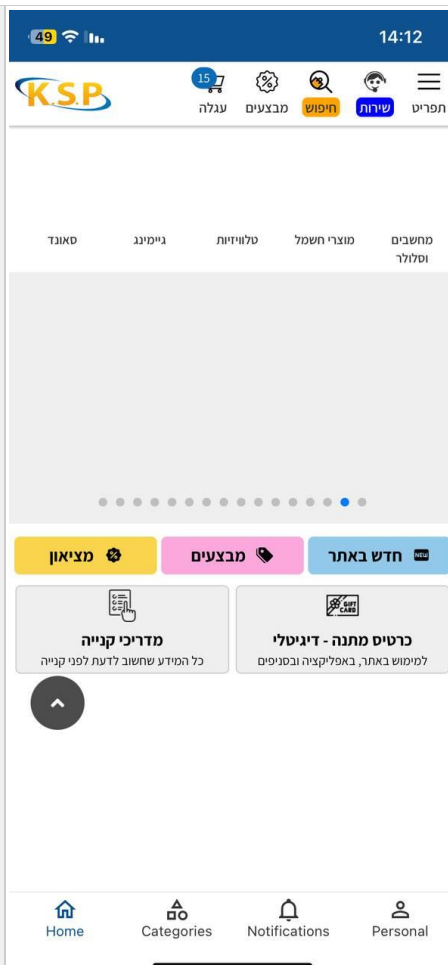 14:12
49
תפריט
שירות
חיפוש
מבצעים
עגלה
15
K.S.P
מחשבים
וסלולר
מוצרי חשמל
טלוויזיות
גיימינג
סאונד
NEW חדש באתר
מבצעים
מציאון
GIFT
CARD
כרטיס מתנה - דיגיטלי
למימוש באתר, באפליקציה ובסניפים
מדריכי קנייה
כל המידע שחשוב לדעת לפני קנייה
Home
Categories
Notifications
Personal